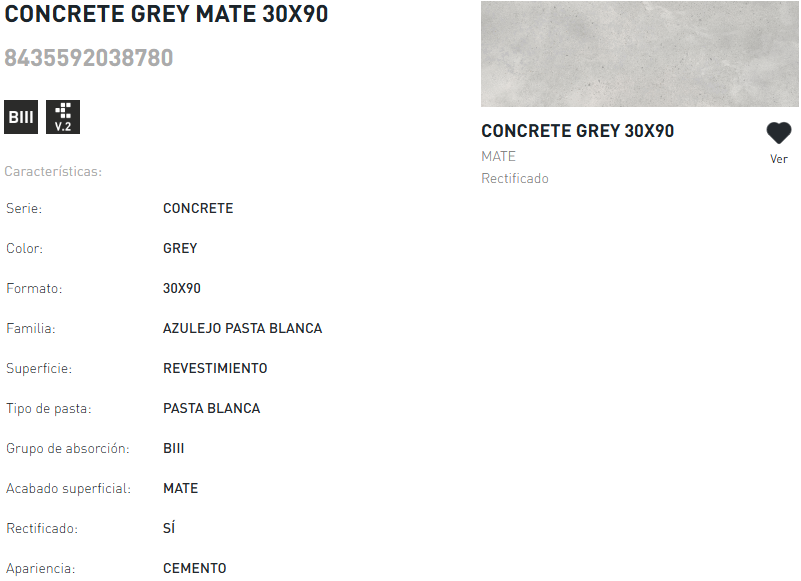 CONCRETE GREY MATE 30X90
8435592038780
BIII
V.2
Características:
Serie: CONCRETE
Color: GREY
Formato: 30X90
Familia: AZULEJO PASTA BLANCA
Superficie: REVESTIMIENTO
Tipo de pasta: PASTA BLANCA
Grupo de absorción: BIII
Acabado superficial: MATE
Rectificado: SÍ
Apariencia: CEMENTO
CONCRETE GREY 30X90
MATE
Rectificado
Ver